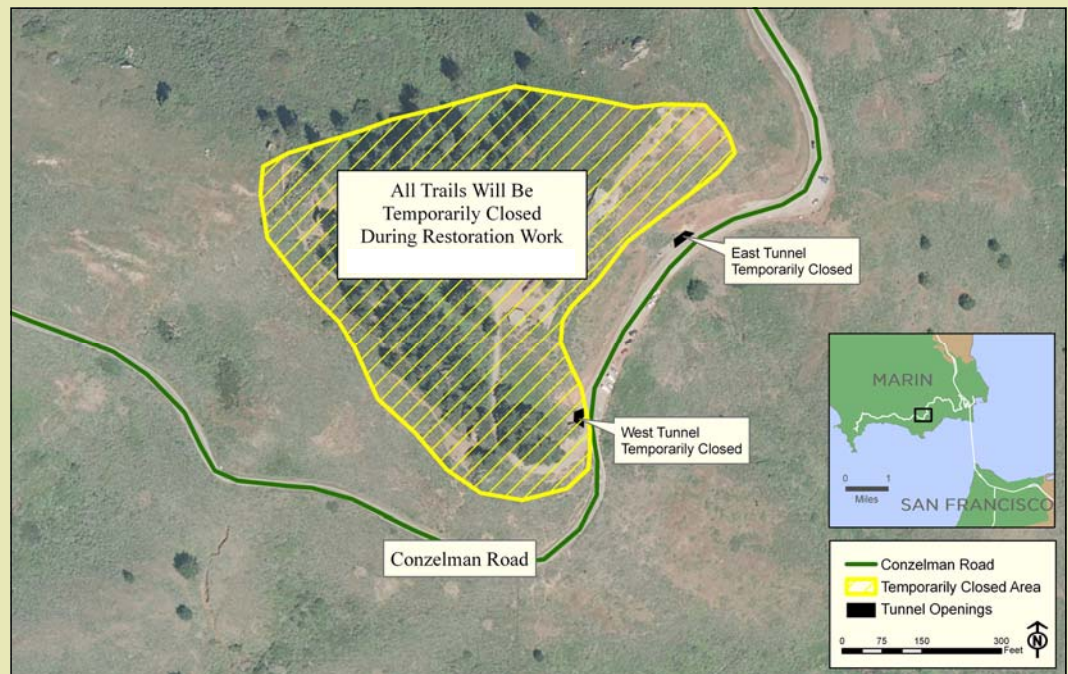 All Trails Will Be
Temporarily Closed
During Restoration Work
East Tunnel
Temporarily Closed
West Tunnel
Temporarily Closed
Conzelman Road
MARIN
0 1
Miles
SAN FRANCISCO
Conzelman Road
Temporarily Closed Area
Tunnel Openings
0 75 150 300
Feet
N